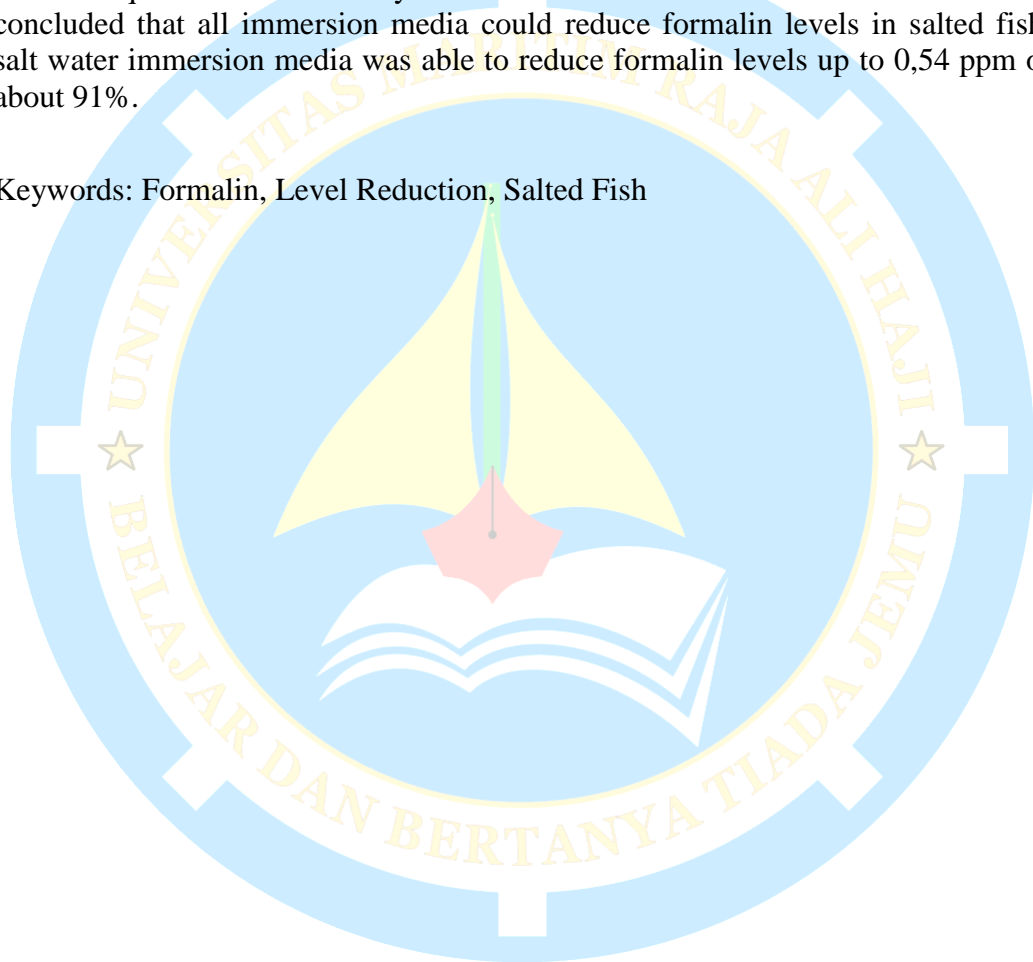 concluded that all immersion media could reduce formalin levels in salted fish
salt water immersion media was able to reduce formalin levels up to 0,54 ppm
about 91%.
Keywords: Formalin, Level Reduction, Salted Fish
UNIVERSITAS MARITIM RAJA ALI HAJI
BELAJAR DAN BERTANYA TIADA JEMU